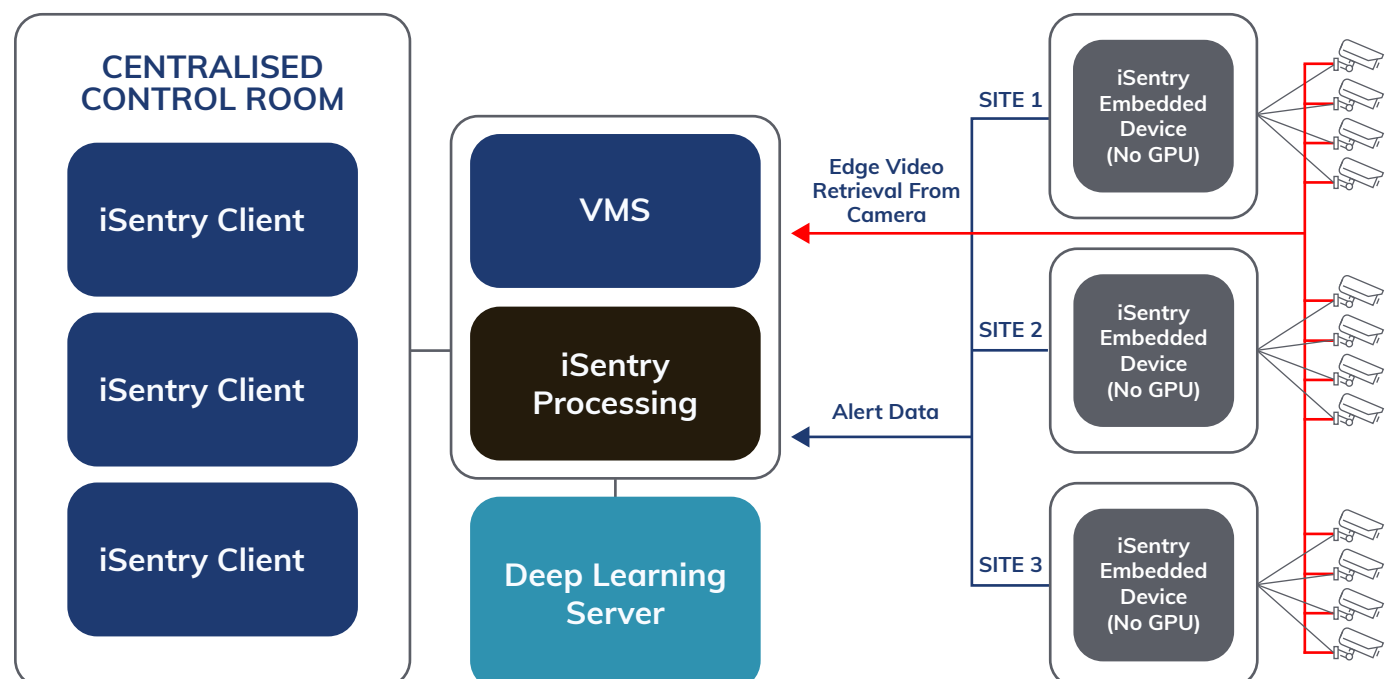 CENTRALISED
CONTROL ROOM
iSentry Client
iSentry Client
iSentry Client
VMS
iSentry
Processing
Deep Learning
Server
Edge Video
Retrieval From
Camera
Alert Data
SITE 1
iSentry
Embedded
Device
(No GPU)
SITE 2
iSentry
Embedded
Device
(No GPU)
SITE 3
iSentry
Embedded
Device
(No GPU)